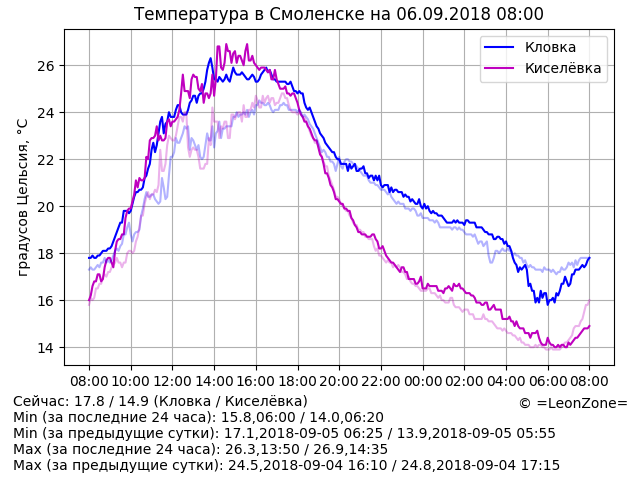 Температура в Смоленске на 06.09.2018 08:00
Кловка
Киселёвка
градусов Цельсия, °C
26
24
22
20
18
16
14
08:00 10:00 12:00 14:00 16:00 18:00 20:00 22:00 00:00 02:00 04:00 06:00 08:00
Сейчас: 17.8 / 14.9 (Кловка / Киселёвка)
© =LeonZone=
Min (за последние 24 часа): 15.8,06:00 / 14.0,06:20
Min (за предыдущие сутки): 17.1,2018-09-05 06:25 / 13.9,2018-09-05 05:55
Max (за последние 24 часа): 26.3,13:50 / 26.9,14:35
Max (за предыдущие сутки): 24.5,2018-09-04 16:10 / 24.8,2018-09-04 17:15